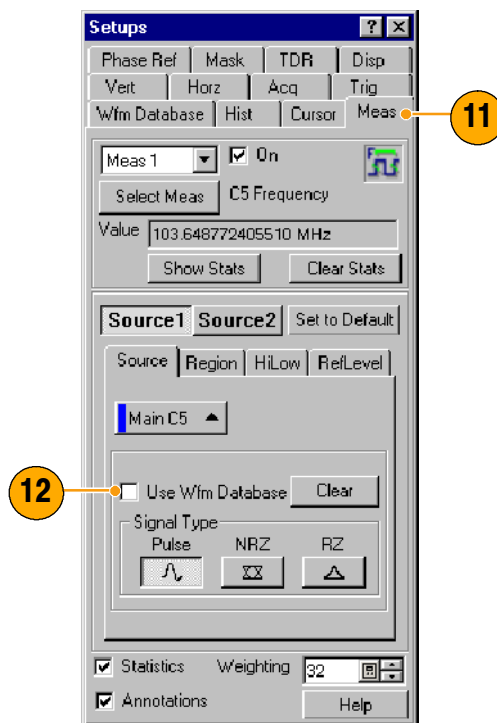 Setups ? X
Phase Ref Mask TDR Disp
Vert Horz Acq Trig
Wfm Database Hist Cursor Meas
11
Meas 1 On F
Select Meas C5 Frequency
Value 103.648772405510 MHz
Show Stats Clear Stats
Source1 Source2 Set to Default
Source Region HiLow RefLevel
Main C5
12
Use Wfm Database Clear
Signal Type
Pulse NRZ RZ
Statistics Weighting 32
Annotations Help